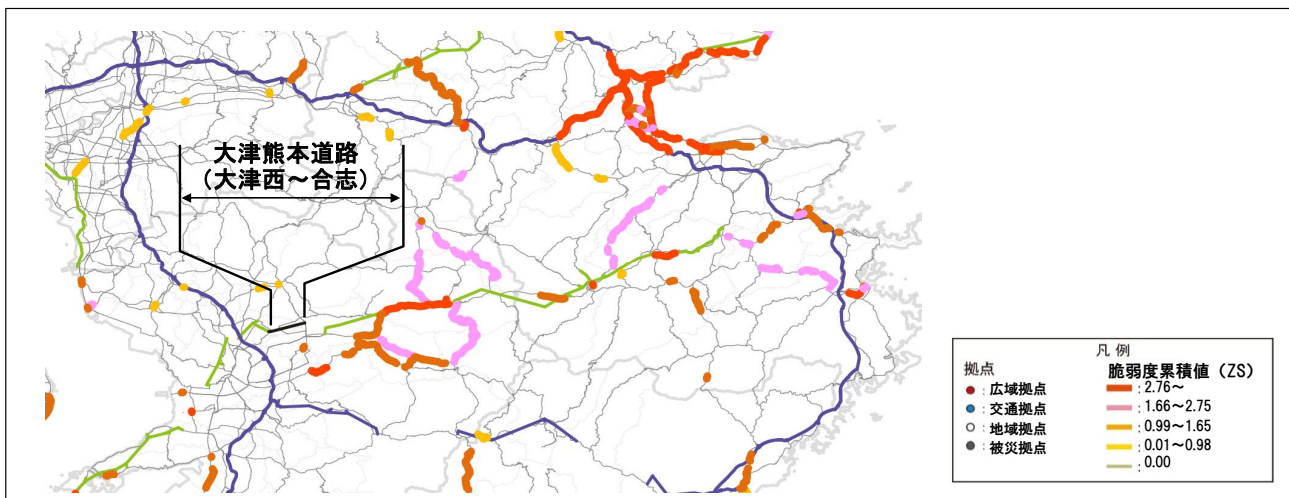 大津熊本道路
（大津西～合志）
凡 例
拠点
：広域拠点
：交通拠点
：地域拠点
：被災拠点
脆弱度累積値（ZS）
：2.76～
：1.66～2.75
：0.99～1.65
：0.01～0.98
：0.00